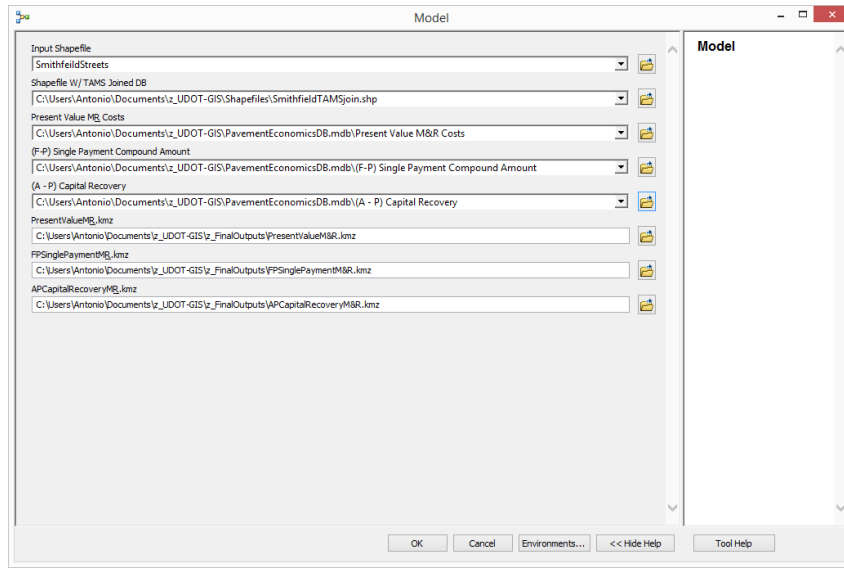 Model
Input Shapefile
SmithfeildStreets
Shapefile W/ TAMS Joined DB
C:\Users\Antonio\Documents\z_UDOT-GIS\Shapefiles\SmithfieldTAMSjoin.shp
Present Value MR Costs
C:\Users\Antonio\Documents\z_UDOT-GIS\PavementEconomicsDB.mdb\Present Value M&R Costs
(F-P) Single Payment Compound Amount
C:\Users\Antonio\Documents\z_UDOT-GIS\PavementEconomicsDB.mdb\(F-P) Single Payment Compound Amount
(A - P) Capital Recovery
C:\Users\Antonio\Documents\z_UDOT-GIS\PavementEconomicsDB.mdb\(A - P) Capital Recovery
PresentValueMR.kmz
C:\Users\Antonio\Documents\z_UDOT-GIS\z_FinalOutputs\PresentValueM&R.kmz
FPSinglePaymentMR.kmz
C:\Users\Antonio\Documents\z_UDOT-GIS\z_FinalOutputs\FPSinglePaymentM&R.kmz
APCapitalRecoveryMR.kmz
C:\Users\Antonio\Documents\z_UDOT-GIS\z_FinalOutputs\APCapitalRecoveryM&R.kmz
Model
OK Cancel Environments... << Hide Help Tool Help